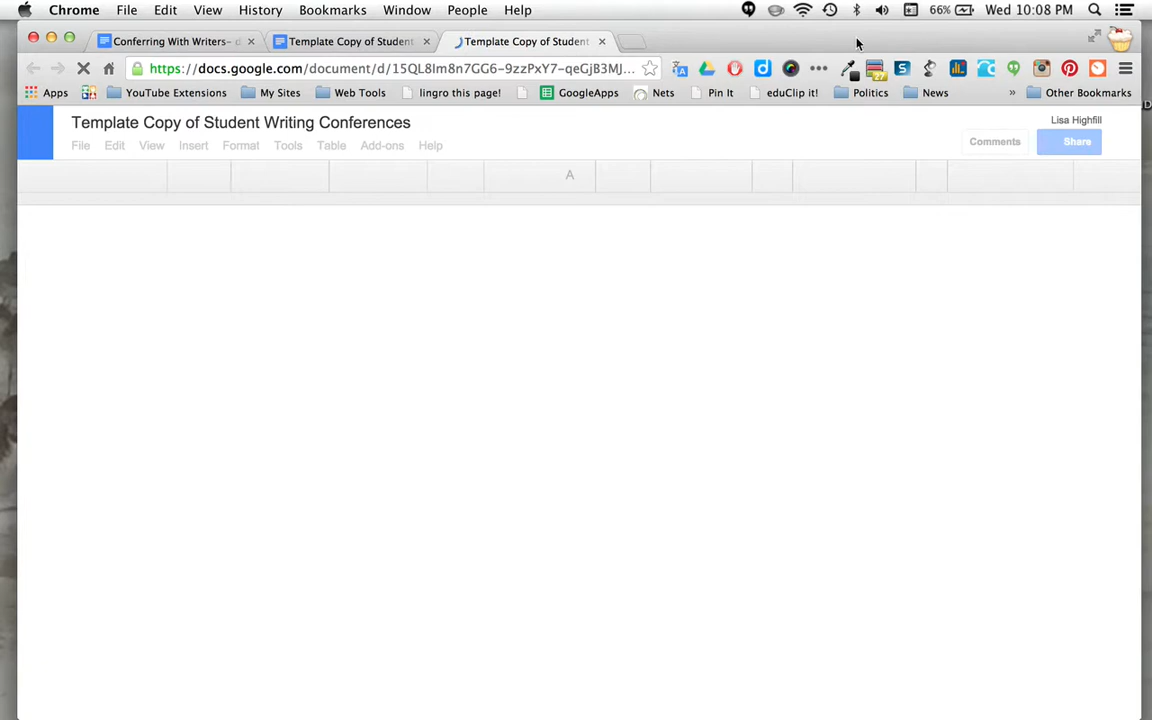 Chrome File Edit View History Bookmarks Window People Help 66% Wed 10:08 PM
Conferring With Writers– d Template Copy of Student Template Copy of Student
https://docs.google.com/document/d/15QL8Im8n7GG6-9zzPxY7-qeGjB3MJ...
Apps YouTube Extensions My Sites Web Tools lingro this page! GoogleApps Nets Pin It eduClip it! Politics News » Other Bookmarks
Template Copy of Student Writing Conferences
Lisa Highfill
File Edit View Insert Format Tools Table Add-ons Help
Comments Share
A